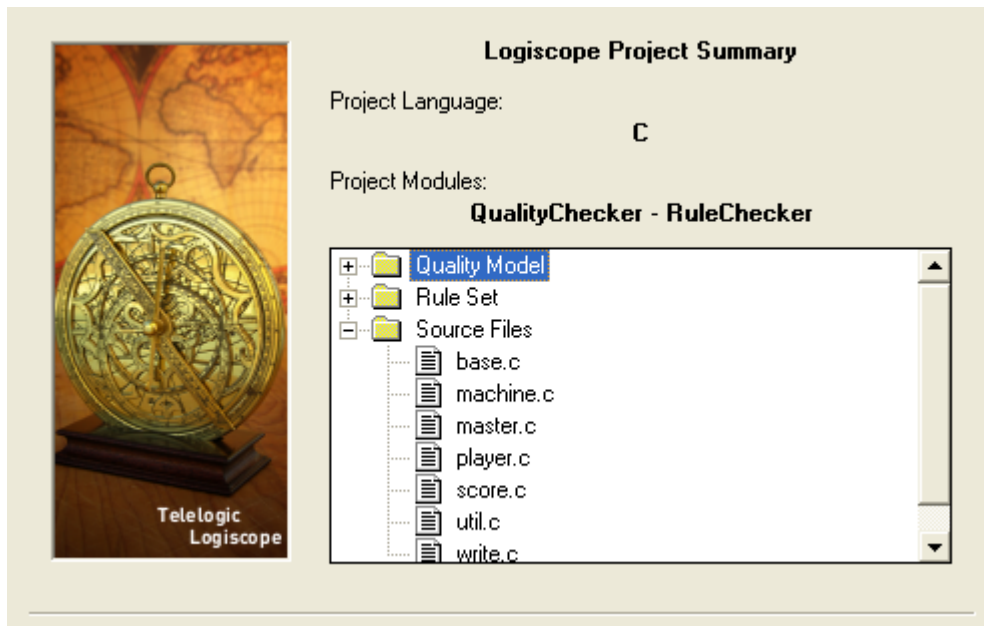 Logiscope Project Summary
Project Language:
C
Project Modules:
QualityChecker - RuleChecker
Quality Model
Rule Set
Source Files
base.c
machine.c
master.c
player.c
score.c
util.c
write.c
Telelogic
Logiscope